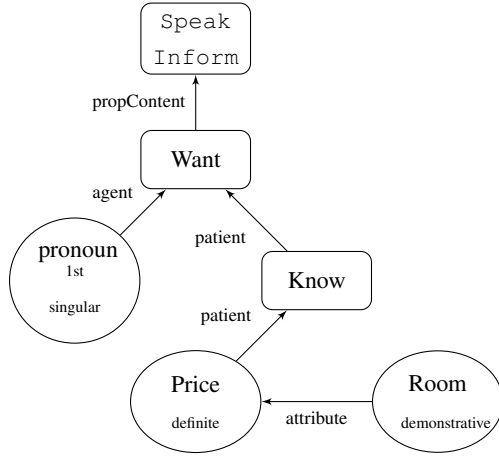 Speak
Inform
propContent
Want
agent
patient
pronoun
1st
singular
Know
patient
Price
definite
attribute
Room
demonstrative